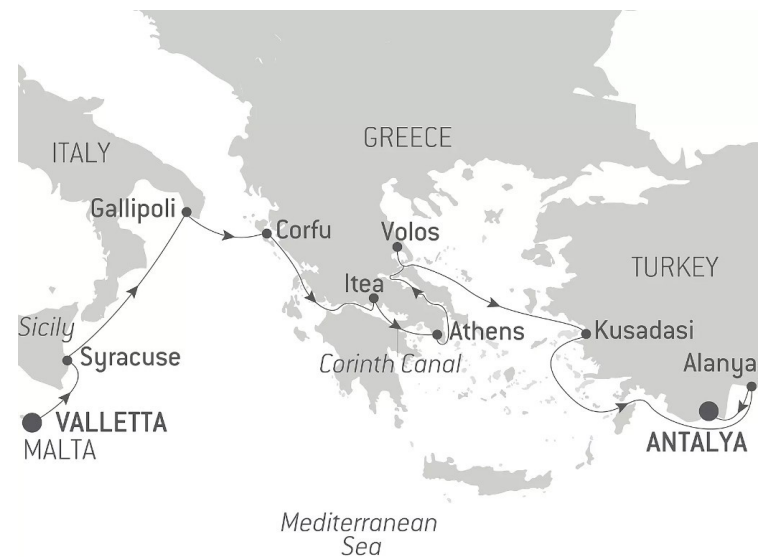 GREECE
ITALY
Gallipoli
Corfu
Volos
TURKEY
Itea
Sicily
Syracuse
Athens
Kusadasi
Corinth Canal
Alanya
VALLETTA
MALTA
ANTALYA
Mediterranean
Sea